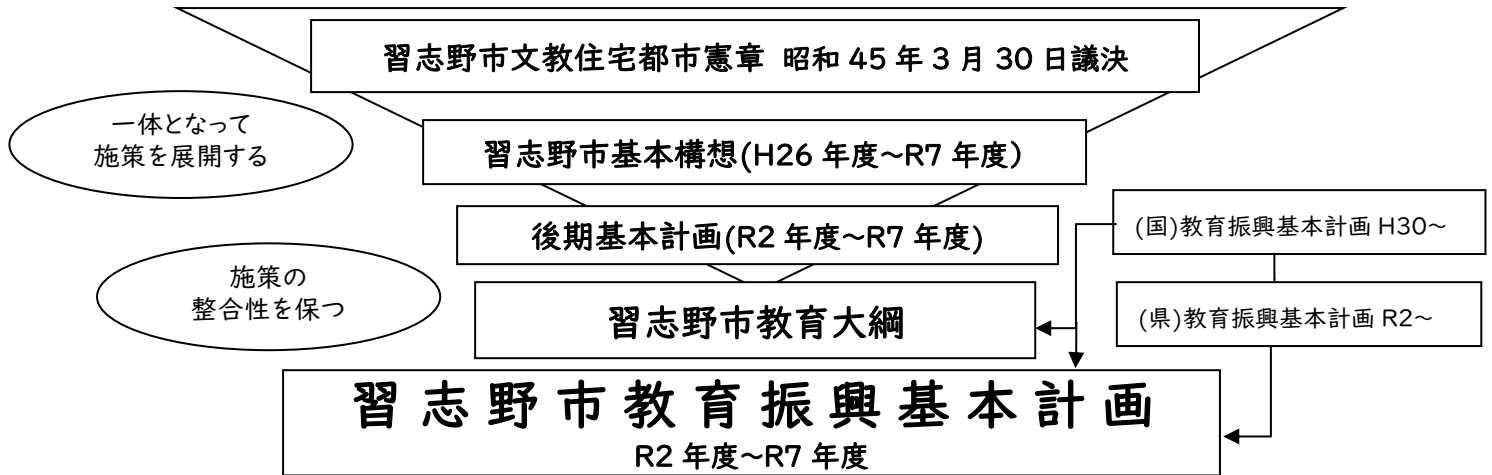 習志野市文教住宅都市憲章 昭和 45 年 3 月 30 日議決
一体となって
施策を展開する
習志野市基本構想(H26 年度~R7 年度)
後期基本計画(R2 年度~R7 年度)
(国)教育振興基本計画 H30~
施策の
整合性を保つ
習志野市教育大綱
(県)教育振興基本計画 R2~
習志野市教育振興基本計画
R2 年度~R7 年度